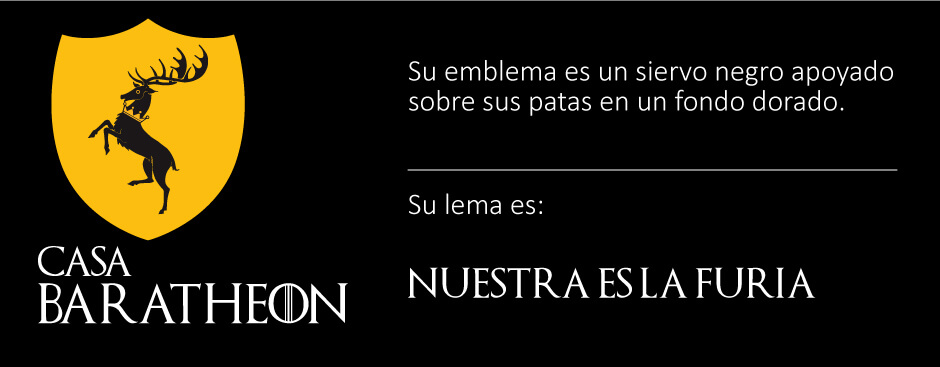 CASA
BARATHEON
Su emblema es un siervo negro apoyado
sobre sus patas en un fondo dorado.
Su lema es:
NUESTRA ES LA FURIA